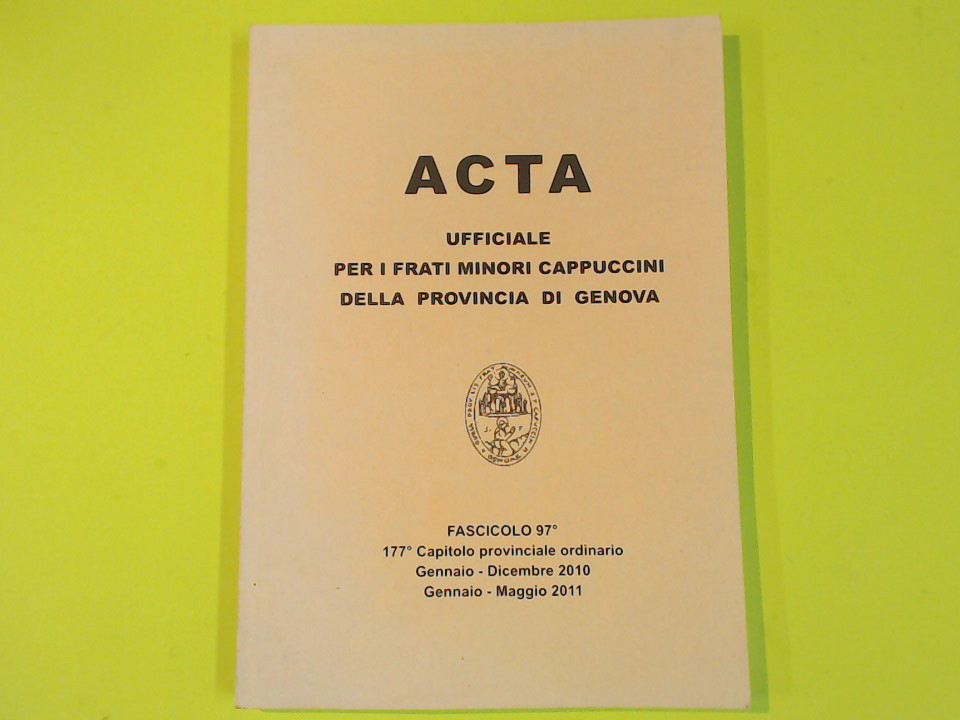 ACTA
UFFICIALE
PER I FRATI MINORI CAPPUCCINI
DELLA PROVINCIA DI GENOVA
J. F
FASCICOLO 97°
177° Capitolo provinciale ordinario
Gennaio - Dicembre 2010
Gennaio - Maggio 2011